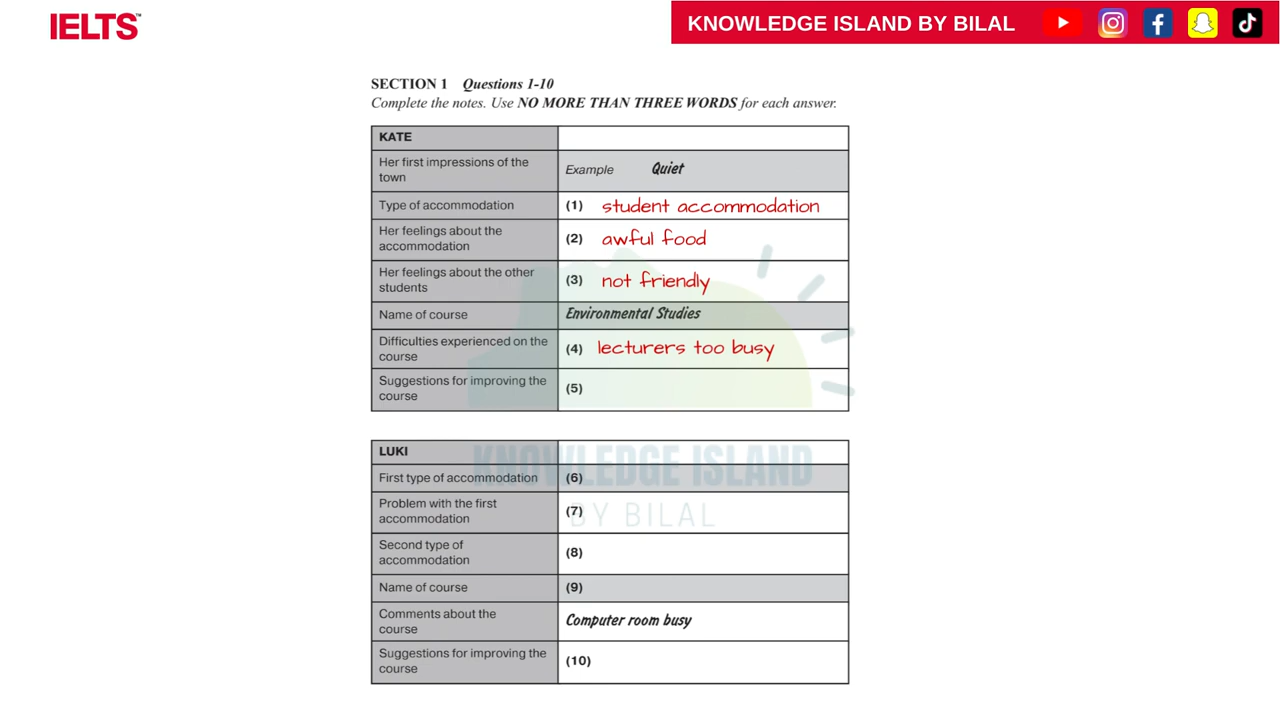 IELTS™
KNOWLEDGE ISLAND BY BILAL
SECTION 1 Questions 1-10
Complete the notes. Use NO MORE THAN THREE WORDS for each answer.
KATE
Her first impressions of the
town
Example Quiet
Type of accommodation
(1) student accommodation
Her feelings about the
accommodation
(2) awful food
Her feelings about the other
students
(3) not friendly
Name of course
Environmental Studies
Difficulties experienced on the
course
(4) lecturers too busy
Suggestions for improving the
course
(5)
KNOWLEDGE ISLAND
BY BILAL
LUKI
First type of accommodation
(6)
Problem with the first
accommodation
(7)
Second type of
accommodation
(8)
Name of course
(9)
Comments about the
course
Computer room busy
Suggestions for improving the
course
(10)